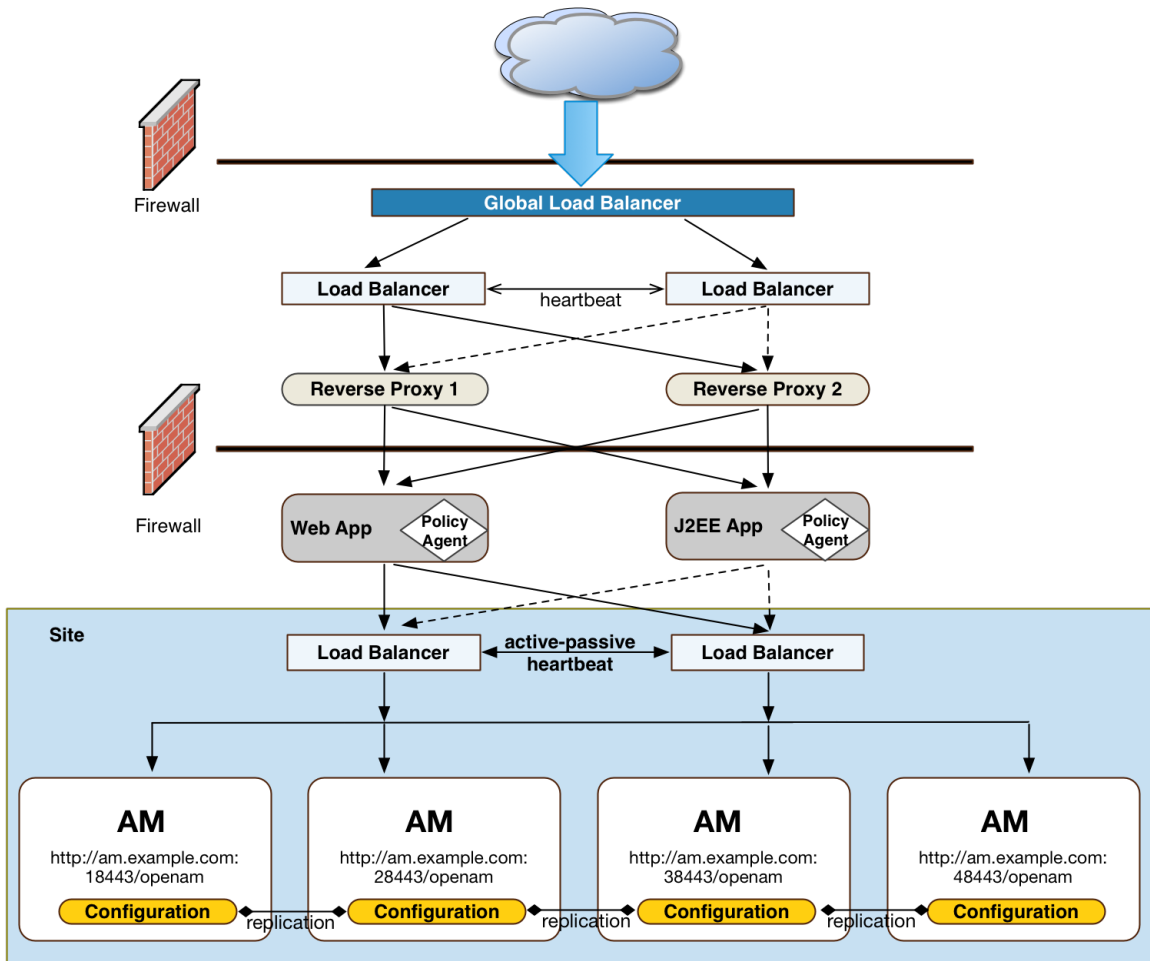 Firewall
Global Load Balancer
Load Balancer
heartbeat
Load Balancer
Reverse Proxy 1
Reverse Proxy 2
Firewall
Web App
Policy
Agent
J2EE App
Policy
Agent
Site
Load Balancer
active-passive
heartbeat
Load Balancer
AM
http://am.example.com:
18443/openam
Configuration
replication
AM
http://am.example.com:
28443/openam
Configuration
replication
AM
http://am.example.com:
38443/openam
Configuration
replication
AM
http://am.example.com:
48443/openam
Configuration